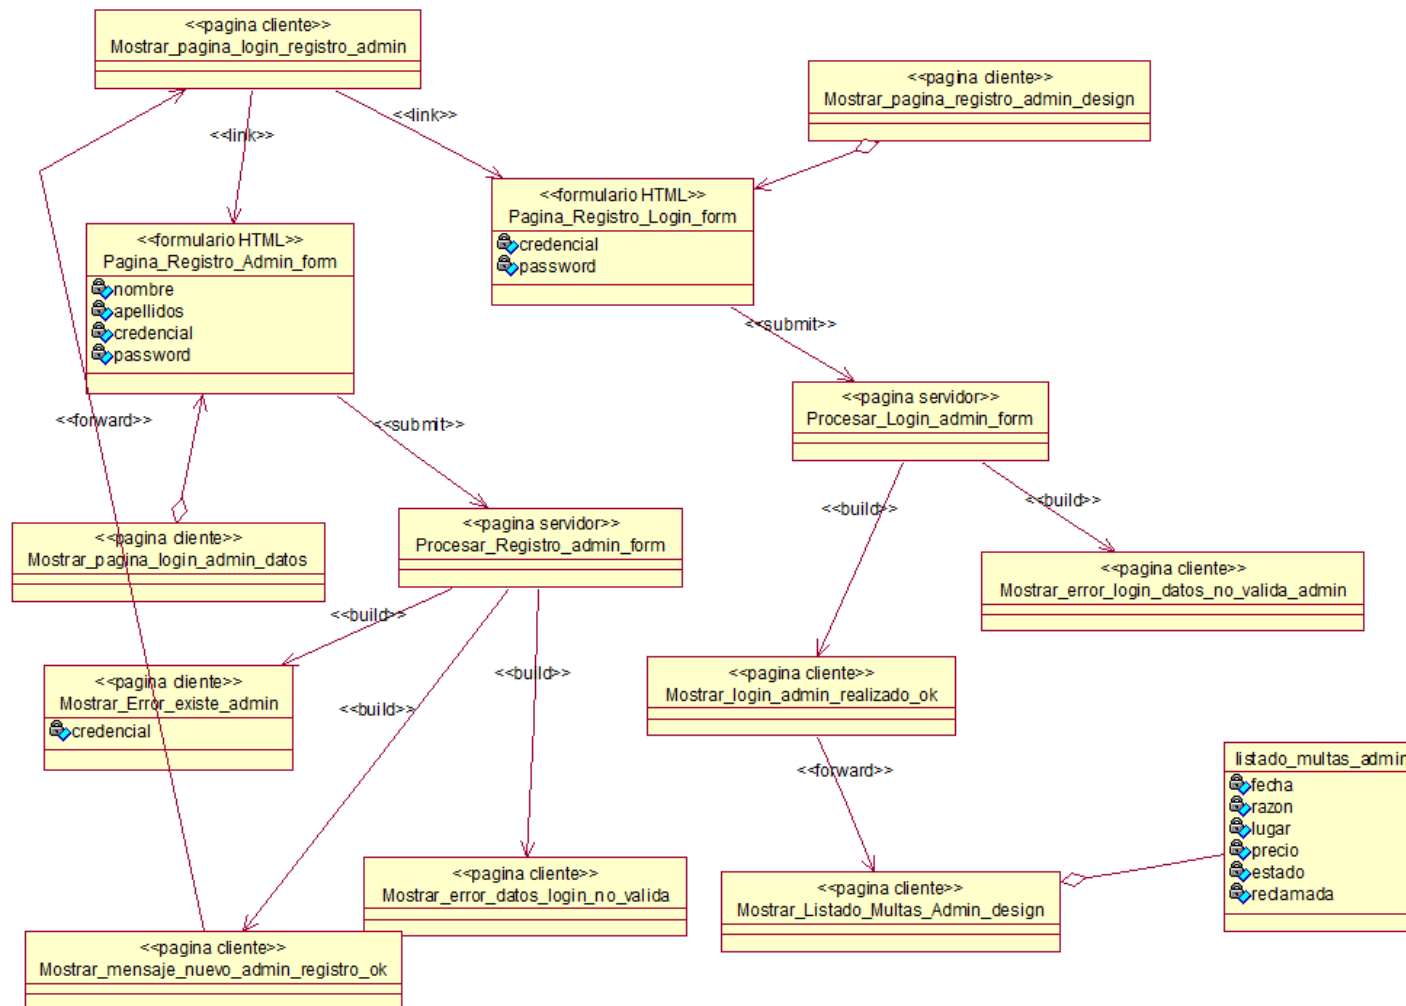 <<pagina cliente>>
Mostrar_pagina_login_registro_admin
<<pagina cliente>>
Mostrar_pagina_registro_admin_design
<<link>>
<<link>>
<<formulario HTML>>
Pagina_Registro_Login_form
credencial
password
<<formulario HTML>>
Pagina_Registro_Admin_form
nombre
apellidos
credencial
password
<<submit>>
<<forward>>
<<submit>>
<<pagina servidor>>
Procesar_Login_admin_form
<<build>>
<<build>>
<<pagina cliente>>
Mostrar_pagina_login_admin_datos
<<pagina servidor>>
Procesar_Registro_admin_form
<<pagina cliente>>
Mostrar_error_login_datos_no_valida_admin
<<build>>
<<build>>
<<build>>
<<pagina cliente>>
Mostrar_Error_existe_admin
credencial
<<pagina cliente>>
Mostrar_login_admin_realizado_ok
<<forward>>
listado_multas_admin
fecha
razon
lugar
precio
estado
reclamada
<<pagina cliente>>
Mostrar_error_datos_login_no_valida
<<pagina cliente>>
Mostrar_Listado_Multas_Admin_design
<<pagina cliente>>
Mostrar_mensaje_nuevo_admin_registro_ok